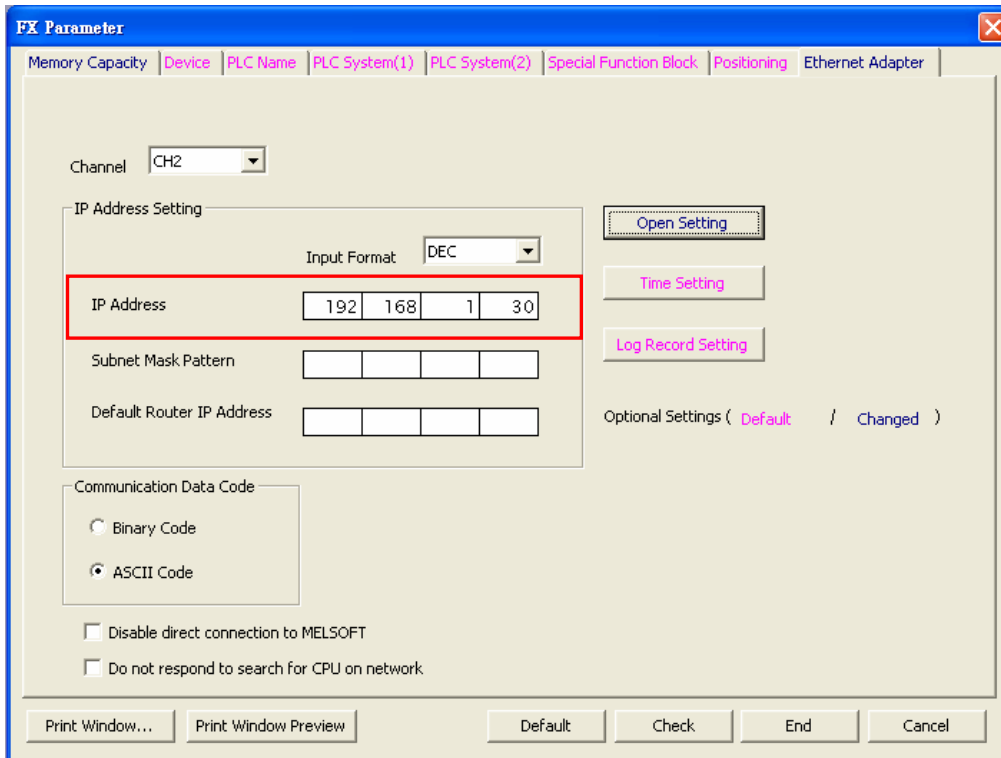 FX Parameter
Memory Capacity Device PLC Name PLC System(1) PLC System(2) Special Function Block Positioning Ethernet Adapter
Channel CH2
IP Address Setting
Input Format DEC
IP Address 192 168 1 30
Subnet Mask Pattern
Default Router IP Address
Open Setting
Time Setting
Log Record Setting
Optional Settings ( Default / Changed )
Communication Data Code
Binary Code
ASCII Code
Disable direct connection to MELSOFT
Do not respond to search for CPU on network
Print Window... Print Window Preview Default Check End Cancel